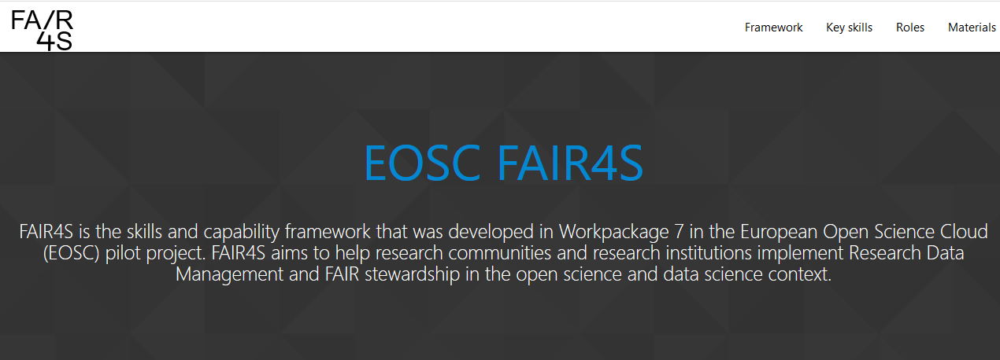 FA/R
4S
Framework Key skills Roles Materials
EOSC FAIR4S
FAIR4S is the skills and capability framework that was developed in Workpackage 7 in the European Open Science Cloud
(EOSC) pilot project. FAIR4S aims to help research communities and research institutions implement Research Data
Management and FAIR stewardship in the open science and data science context.